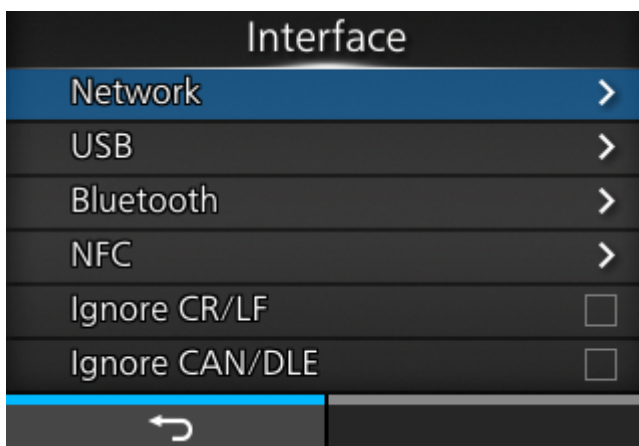 Interface
Network
USB
Bluetooth
NFC
Ignore CR/LF
Ignore CAN/DLE